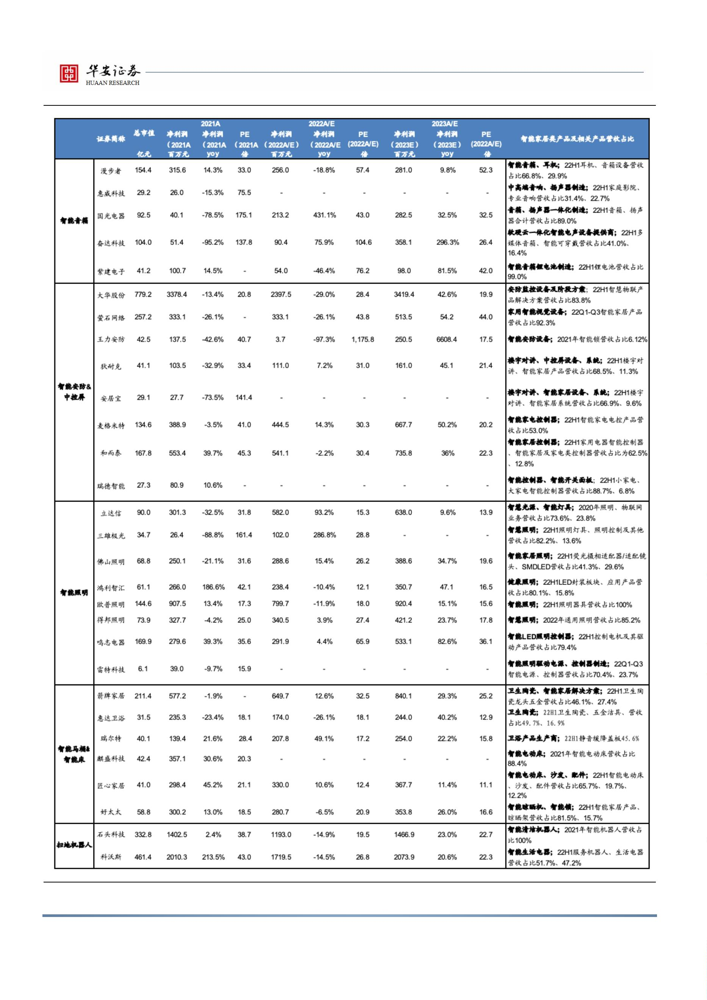 华安证券
HUAAN RESEARCH
证券简称 总市值 亿元 2021A 净利润（2021A 百万元 净利润（2021A yoy PE（2021A 倍 2022A/E 净利润（2022A/E）百万元 净利润（2022A/E yoy PE (2022A/E) 倍 2023A/E 净利润（2023E）百万元 净利润（2023E）yoy PE (2022A/E) 倍 智能家居类产品及相关产品营收占比
智能音箱
漫步者 154.4 315.6 14.3% 33.0 256.0 -18.8% 57.4 281.0 9.8% 52.3 智能音箱、耳机；22H1耳机、音箱设备营收
占比66.8%、29.9%
惠威科技 29.2 26.0 -15.3% 75.5 - - - - - - 中高端音响、扬声器制造；22H1家庭影院、
专业音响营收占比31.4%、22.7%
国光电器 92.5 40.1 -78.5% 175.1 213.2 431.1% 43.0 282.5 32.5% 32.5 音箱、扬声器一体化制造；22H1音箱、扬声
器合计营收占比89.0%
奋达科技 104.0 51.4 -95.2% 137.8 90.4 75.9% 104.6 358.1 296.3% 26.4 软硬云一体化智能电声设备提供商；22H1多
媒体音箱、智能可穿戴营收占比41.0%、
16.4%
紫建电子 41.2 100.7 14.5% - 54.0 -46.4% 76.2 98.0 81.5% 42.0 智能音箱锂电池制造；22H1锂电池营收占比
99.0%
智能安防&
中控屏
大华股份 779.2 3378.4 -13.4% 20.8 2397.5 -29.0% 28.4 3419.4 42.6% 19.9 安防监控设备及阶段方案；22H1智慧物联产
品解决方案营收占比83.8%
萤石网络 257.2 333.1 -26.1% - 333.1 -26.1% 43.8 513.5 54.2 44.0 家用智能视觉设备；22Q1-Q3智能家居产品
营收占比92.3%
王力安防 42.5 137.5 -42.6% 40.7 3.7 -97.3% 1,175.8 250.5 6608.4 17.5 智能安防设备；2021年智能锁营收占比6.12%
狄耐克 41.1 103.5 -32.9% 33.4 111.0 7.2% 31.0 161.0 45.1 21.4 楼宇对讲、中控屏设备、系统；22H1楼宇对
讲、智能家居产品营收占比68.5%、11.3%
安居宝 29.1 27.7 -73.5% 141.4 - - - - - - 楼宇对讲、智能家居设备、系统；22H1楼宇
对讲、智能家居系统营收占比66.9%、9.6%
麦格米特 134.6 388.9 -3.5% 41.0 444.5 14.3% 30.3 667.7 50.2% 20.2 智能家电控制器；22H1智能家电电控产品营
收占比53.0%
和而泰 167.8 553.4 39.7% 45.3 541.1 -2.2% 30.4 735.8 36% 22.3 智能家居控制器；22H1家用电器智能控制器
、智能家居及家电类控制器营收占比为62.5%
、12.8%
瑞德智能 27.3 80.9 10.6% - - - - - - - 智能控制器、智能开关面板；22H1小家电、
大家电智能控制器营收占比88.7%、6.8%
智能照明
立达信 90.0 301.3 -32.5% 31.8 582.0 93.2% 15.3 638.0 9.6% 13.9 智慧光源、智能灯具；2020年照明、物联网
业务营收占比73.6%、23.8%
三雄极光 34.7 26.4 -88.8% 161.4 102.0 286.8% 28.8 - - - 智慧照明；22H1照明灯具、照明控制及其他
营收占比82.2%、13.6%
佛山照明 68.8 250.1 -21.1% 31.6 288.6 15.4% 26.2 388.6 34.7% 19.6 智能家居照明；22H1荧光摄相适配器/适配镜
头、SMDLED营收占比41.3%、29.6%
鸿利智汇 61.1 266.0 186.6% 42.1 238.4 -10.4% 12.1 350.7 47.1 16.5 健康照明；22H1LED封装板块、应用产品营
收占比80.1%、15.8%
欧普照明 144.6 907.5 13.4% 17.3 799.7 -11.9% 18.0 920.4 15.1% 15.6 智能照明；22H1照明器具营收占比100%
得邦照明 73.9 327.7 -4.2% 25.0 340.5 3.9% 27.4 421.2 23.7% 17.8 智慧照明；2022年通用照明营收占比85.2%
鸣志电器 169.9 279.6 39.3% 35.6 291.9 4.4% 65.9 533.1 82.6% 36.1 智能LED照明控制器；22H1控制电机及其驱
动产品营收占比79.4%
雷特科技 6.1 39.0 -9.7% 15.9 - - - - - - 智能照明驱动电源、控制器制造；22Q1-Q3
智能电源、控制器营收占比70.4%、23.7%
智能马桶&
智能床
箭牌家居 211.4 577.2 -1.9% - 649.7 12.6% 32.5 840.1 29.3% 25.2 卫生陶瓷、智能家居解决方案；22H1卫生陶
瓷龙头五金营收占比46.1%、27.4%
惠达卫浴 31.5 235.3 -23.4% 18.1 174.0 -26.1% 18.1 244.0 40.2% 12.9 卫生陶瓷；22H1卫生陶瓷、五金洁具、营收
占比49.7%、16.9%
瑞尔特 40.1 139.4 21.6% 28.4 207.8 49.1% 17.2 254.0 22.2% 15.8 卫浴产品生产商；22H1静音缓降盖板45.6%
麒盛科技 42.4 357.1 30.6% 20.3 - - - - - - 智能电动床；2021年智能电动床营收占比
88.4%
匠心家居 41.0 298.4 45.2% 21.1 330.0 10.6% 12.4 367.7 11.4% 11.1 智能电动床、沙发、配件；22H1智能电动床
、沙发、配件营收占比65.7%、19.7%、
12.2%
好太太 58.8 300.2 13.0% 18.5 280.7 -6.5% 20.9 353.8 26.0% 16.6 智能晾晒机、智能锁；22H1智能家居产品、
晾晒架营收占比81.5%、15.7%
扫地机器人
石头科技 332.8 1402.5 2.4% 38.7 1193.0 -14.9% 19.5 1466.9 23.0% 22.7 智能清洁机器人；2021年智能机器人营收占
比100%
科沃斯 461.4 2010.3 213.5% 43.0 1719.5 -14.5% 26.8 2073.9 20.6% 22.3 智能生活电器；22H1服务机器人、生活电器
营收占比51.7%、47.2%